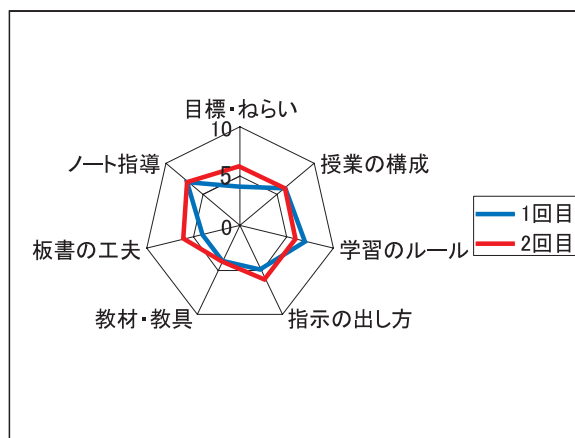 目標・ねらい
10
ノート指導
授業の構成
5
0
板書の工夫
学習のルール
教材・教具
指示の出し方
1回目
2回目